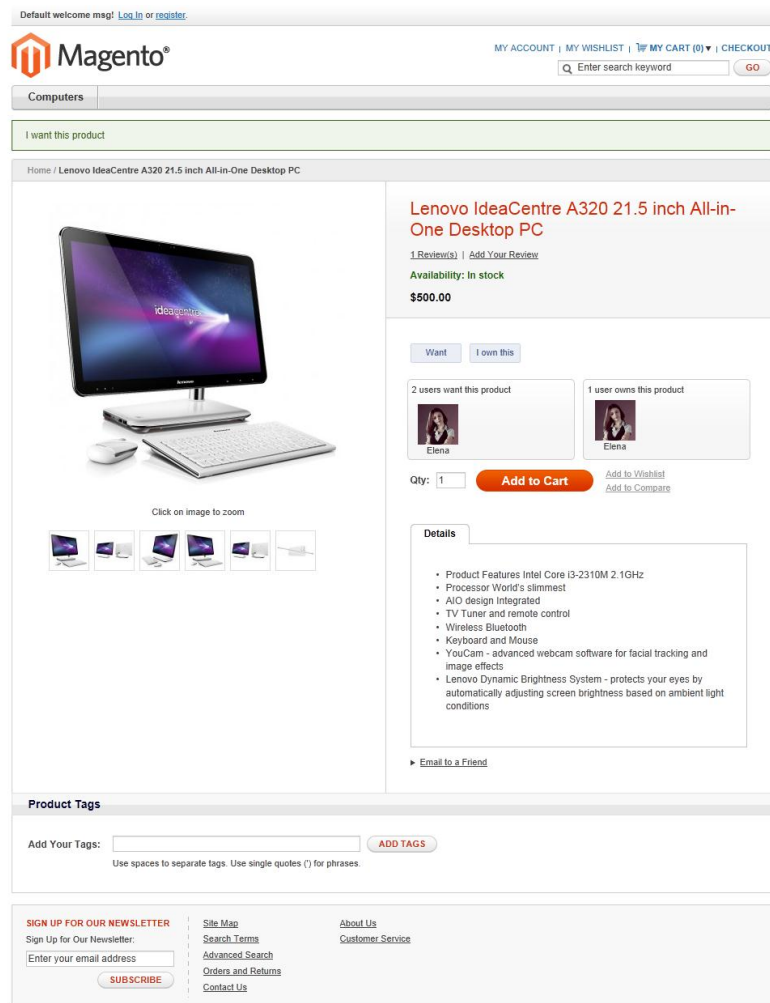 Default welcome msg! Log In or register.
Magento®
MY ACCOUNT | MY WISHLIST | MY CART (0) ▾ | CHECKOUT
Enter search keyword GO
Computers
I want this product
Home / Lenovo IdeaCentre A320 21.5 inch All-in-One Desktop PC
ideacentre
Lenovo IdeaCentre A320 21.5 inch All-in-
One Desktop PC
1 Review(s) | Add Your Review
Availability: In stock
$500.00
Want I own this
2 users want this product
Elena
1 user owns this product
Elena
Qty: 1 Add to Cart
Add to Wishlist
Add to Compare
Click on image to zoom
Details
• Product Features Intel Core i3-2310M 2.1GHz
• Processor World's slimmest
• AIO design Integrated
• TV Tuner and remote control
• Wireless Bluetooth
• Keyboard and Mouse
• YouCam - advanced webcam software for facial tracking and
image effects
• Lenovo Dynamic Brightness System - protects your eyes by
automatically adjusting screen brightness based on ambient light
conditions
Email to a Friend
Product Tags
Add Your Tags: ADD TAGS
Use spaces to separate tags. Use single quotes (') for phrases.
SIGN UP FOR OUR NEWSLETTER
Sign Up for Our Newsletter:
Enter your email address
SUBSCRIBE
Site Map
Search Terms
Advanced Search
Orders and Returns
Contact Us
About Us
Customer Service